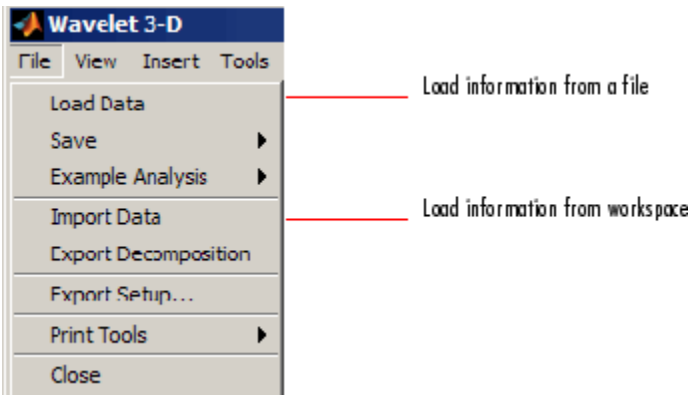 Wavelet 3-D
File View Insert Tools
Load Data
Save
Example Analysis
Import Data
Export Decomposition
Export Setup...
Print Tools
Close
Load information from a file
Load information from workspace